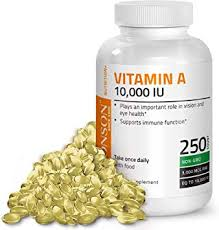 VITAMIN A
10,000 IU
• Plays an important role in vision and
eye health*
• Supports immune function*
Take once daily
with food
250
NON-GMO